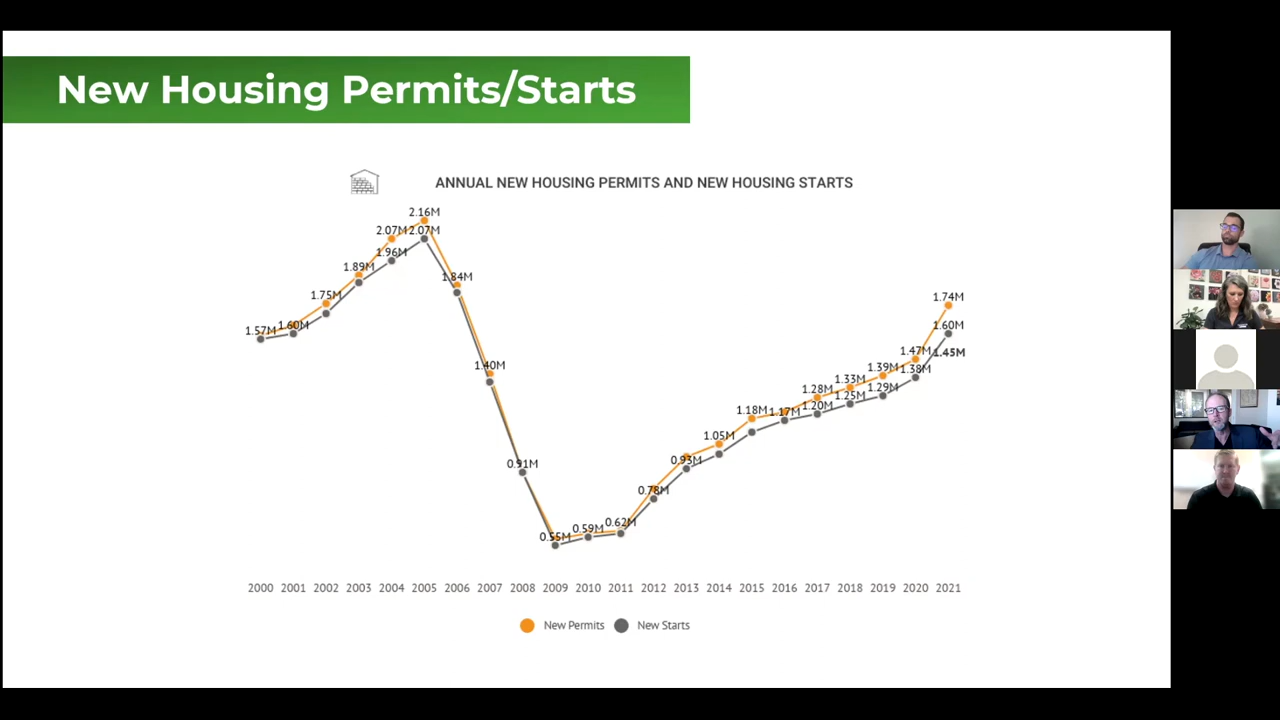 New Housing Permits/Starts
ANNUAL NEW HOUSING PERMITS AND NEW HOUSING STARTS
2.16M
2.07M 2.07M
1.96M
1.89M
1.84M
1.75M
1.74M
1.57M 1.60M
1.60M
1.47M 1.45M
1.40M
1.39M 1.38M
1.33M
1.28M 1.29M
1.25M
1.18M 1.17M 1.20M
1.05M
0.93M
0.91M
0.78M
0.62M
0.59M
0.55M
2000 2001 2002 2003 2004 2005 2006 2007 2008 2009 2010 2011 2012 2013 2014 2015 2016 2017 2018 2019 2020 2021
New Permits New Starts